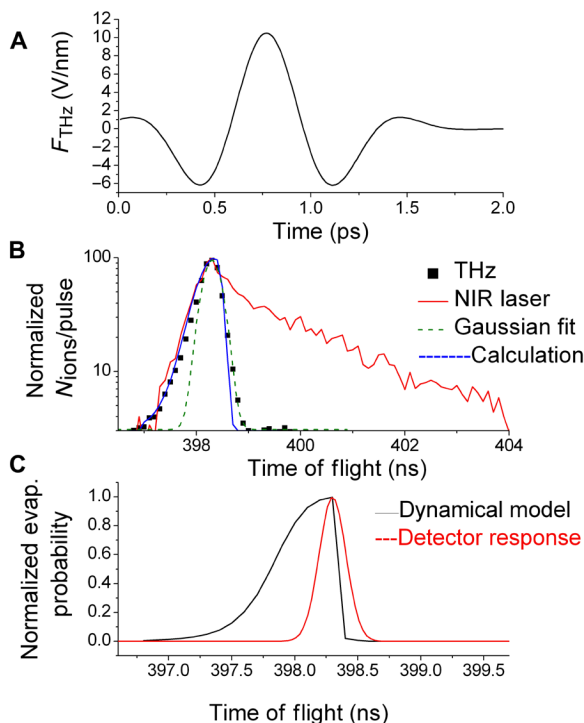 A
F_THz (V/nm)
12
10
8
6
4
2
0
−2
−4
−6
0.0 0.5 1.0 1.5 2.0
Time (ps)
B
Normalized
N_ions/pulse
100
10
THz
NIR laser
Gaussian fit
Calculation
398 400 402 404
Time of flight (ns)
C
Normalized evap.
probability
1.0
0.8
0.6
0.4
0.2
0.0
Dynamical model
Detector response
397.0 397.5 398.0 398.5 399.0 399.5
Time of flight (ns)